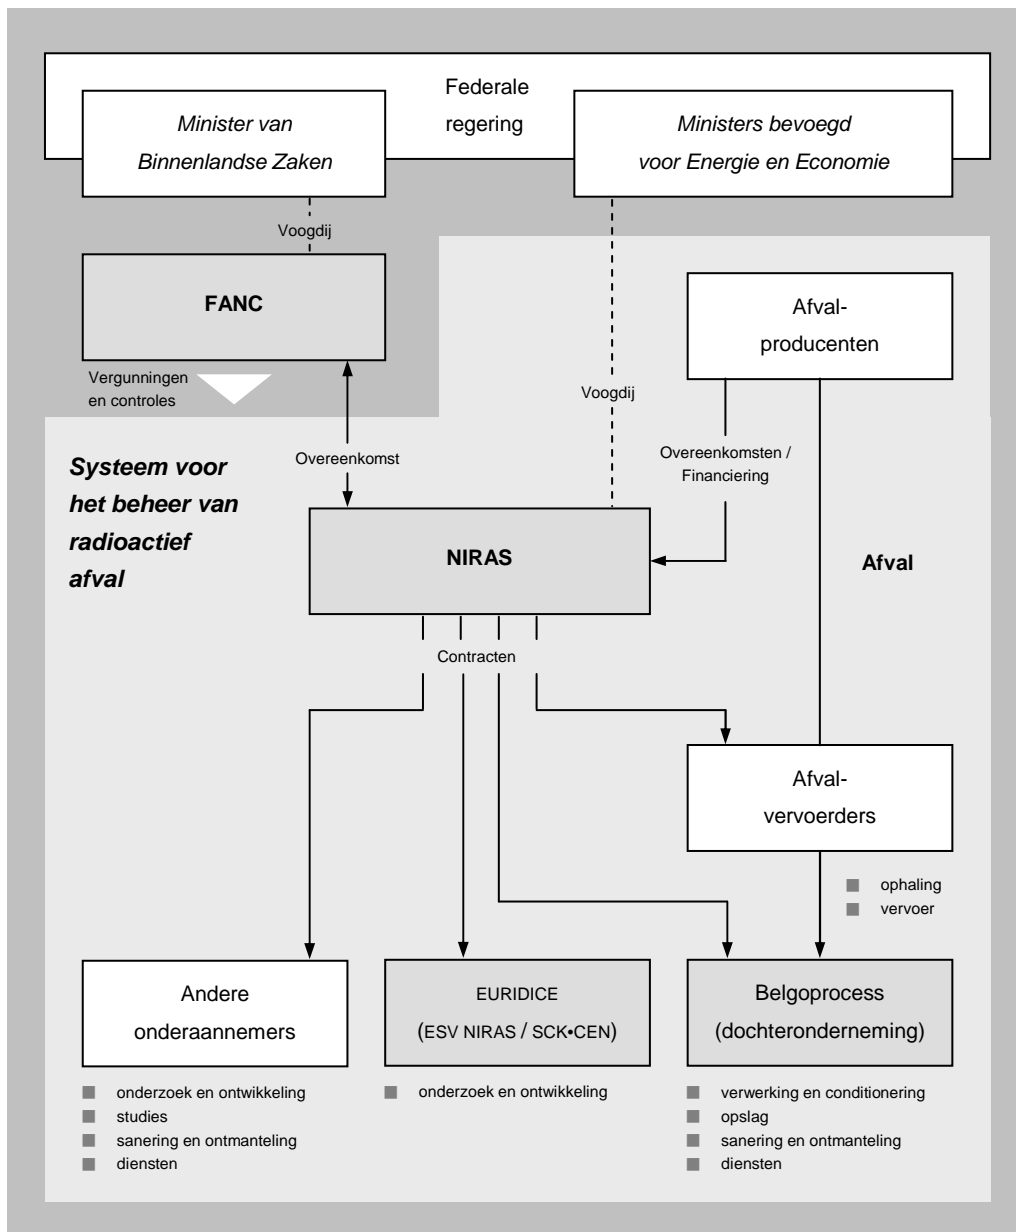 Federale
regering
Minister van
Binnenlandse Zaken
Ministers bevoegd
voor Energie en Economie
Voogdij
FANC
Vergunningen
en controles
Afval-
producenten
Voogdij
Overeenkomst
Overeenkomsten /
Financiering
Systeem voor
het beheer van
radioactief
afval
NIRAS
Afval
Contracten
Afval-
vervoerders
ophaling
vervoer
Andere
onderaannemers
EURIDICE
(ESV NIRAS / SCK•CEN)
Belgoprocess
(dochteronderneming)
onderzoek en ontwikkeling
studies
sanering en ontmanteling
diensten
onderzoek en ontwikkeling
verwerking en conditionering
opslag
sanering en ontmanteling
diensten